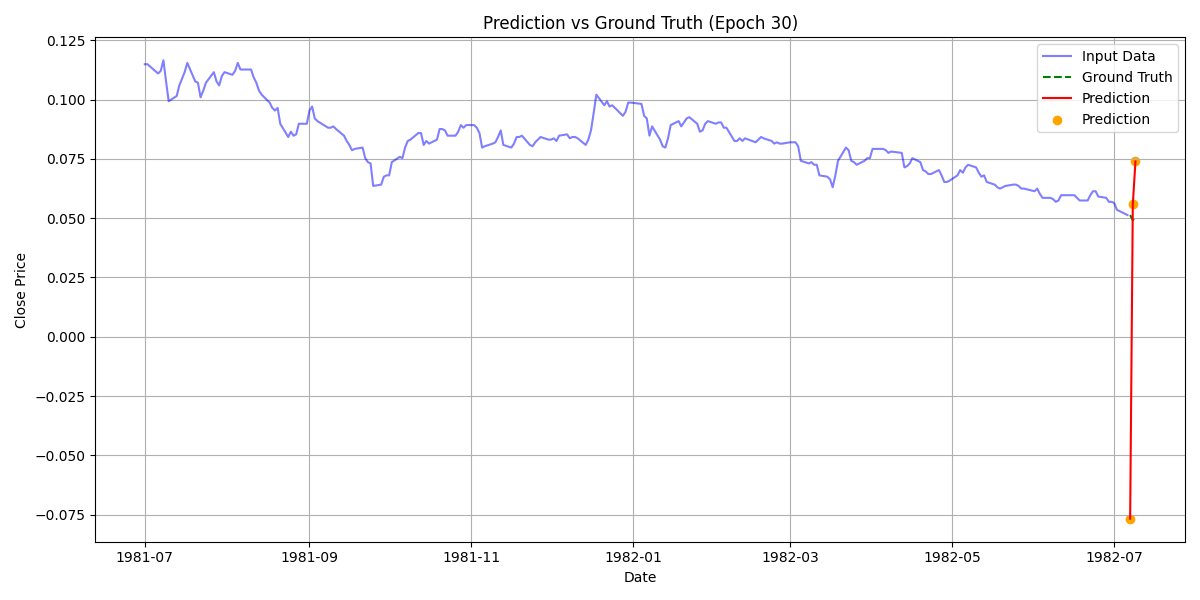 Prediction vs Ground Truth (Epoch 30)
Input Data
Ground Truth
Prediction
Prediction
Close Price
0.125
0.100
0.075
0.050
0.025
0.000
−0.025
−0.050
−0.075
1981-07
1981-09
1981-11
1982-01
1982-03
1982-05
1982-07
Date